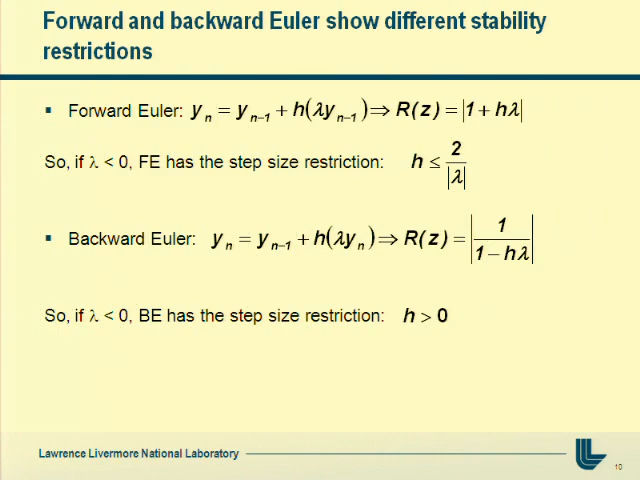 Forward and backward Euler show different stability
restrictions
▪ Forward Euler: y_n = y_{n–1} + h(λy_{n–1}) ⇒ R(z) = |1 + hλ|
So, if λ < 0, FE has the step size restriction: h ≤ 2/|λ|
▪ Backward Euler: y_n = y_{n–1} + h(λy_n) ⇒ R(z) = |1/(1 – hλ)|
So, if λ < 0, BE has the step size restriction: h > 0
Lawrence Livermore National Laboratory
10